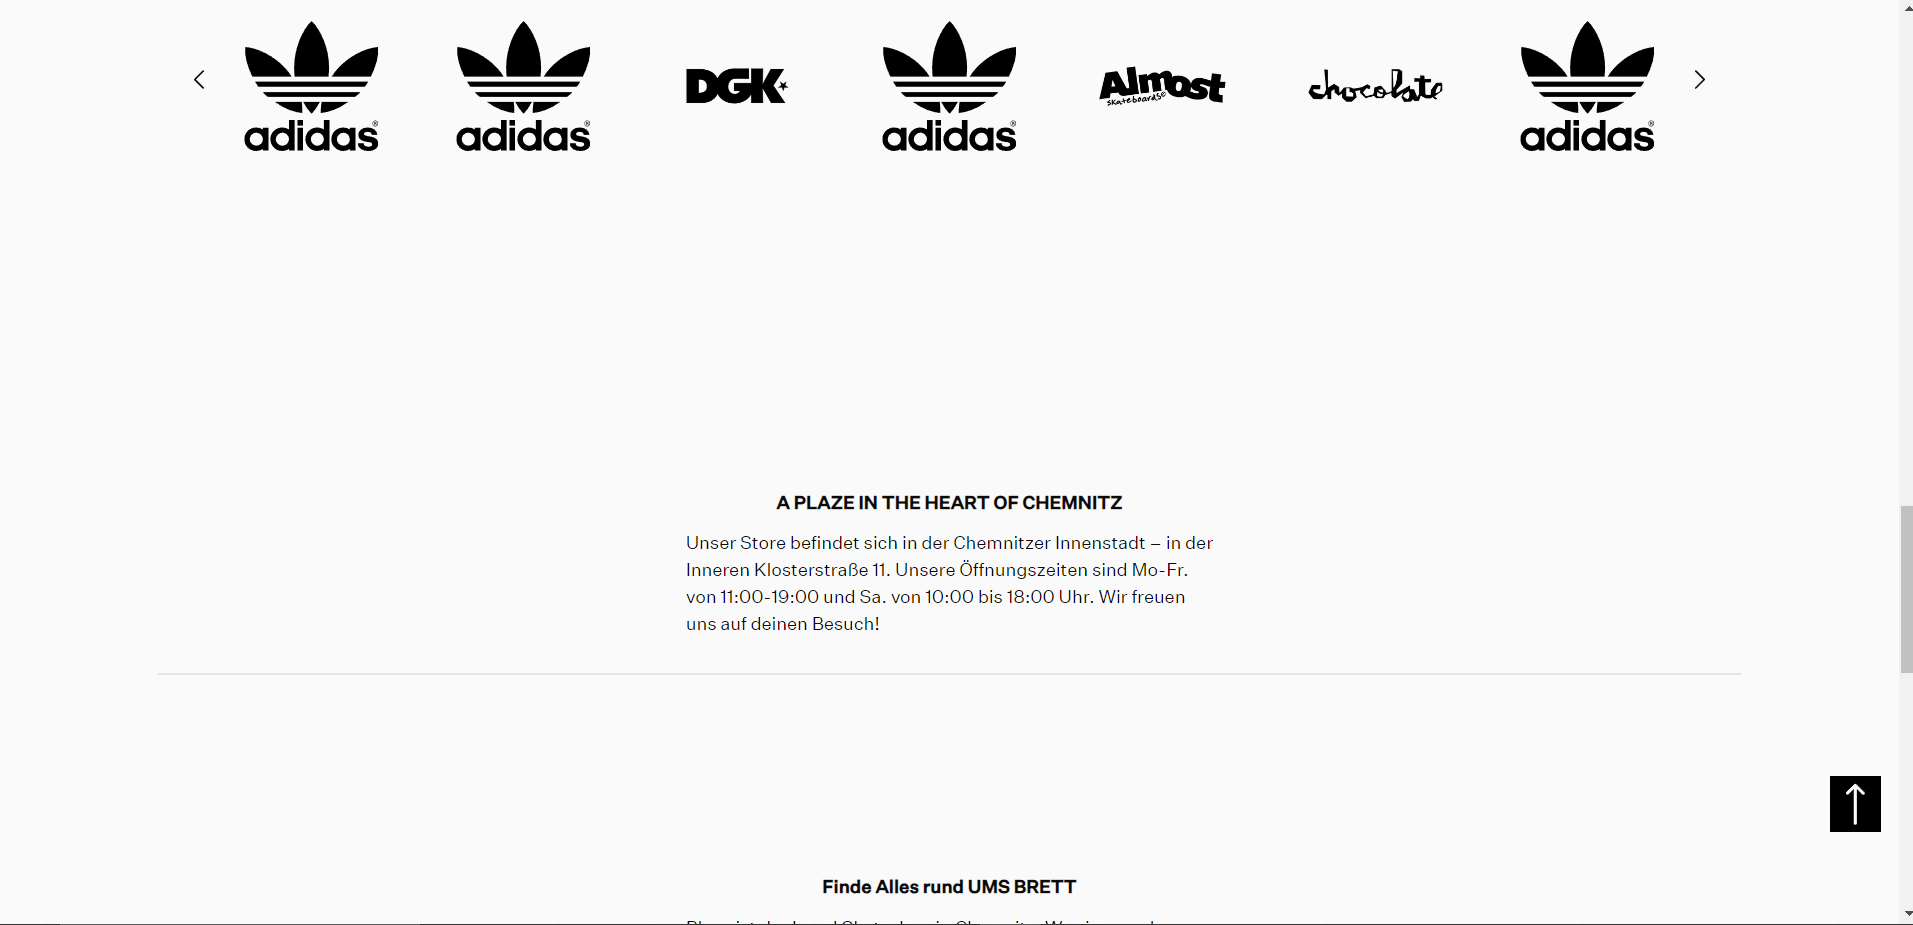 adidas
adidas
DGK
adidas
Almost
skateboards
chocolate
adidas
A PLAZE IN THE HEART OF CHEMNITZ
Unser Store befindet sich in der Chemnitzer Innenstadt – in der
Inneren Klosterstraße 11. Unsere Öffnungszeiten sind Mo-Fr.
von 11:00-19:00 und Sa. von 10:00 bis 18:00 Uhr. Wir freuen
uns auf deinen Besuch!
Finde Alles rund UMS BRETT